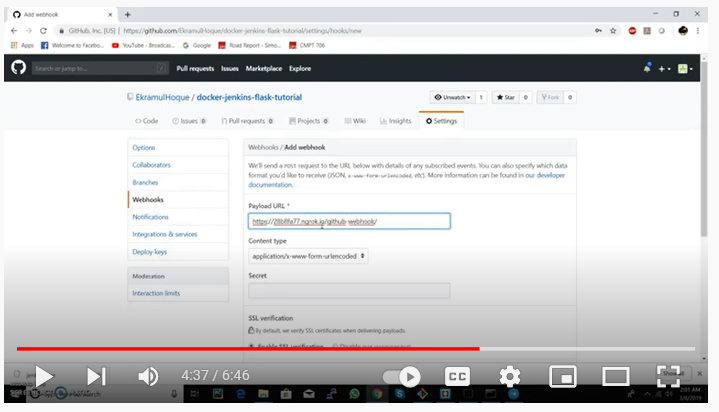 Add webhook
GitHub, Inc. [US] | https://github.com/EkramulHoque/docker-jenkins-flask-tutorial/settings/hooks/new
Apps Welcome to Facebo... YouTube - Broadcas... Google Road Report - Simo... CMPT 706
Search or jump to... / Pull requests Issues Marketplace Explore
EkramulHoque / docker-jenkins-flask-tutorial Unwatch 1 Star 0 Fork 0
Code Issues 0 Pull requests 0 Projects 0 Wiki Insights Settings
Options
Collaborators
Branches
Webhooks
Notifications
Integrations & services
Deploy keys
Moderation
Interaction limits
Webhooks / Add webhook
We'll send a POST request to the URL below with details of any subscribed events. You can also specify which data
format you'd like to receive (JSON, x-www-form-urlencoded, etc). More information can be found in our developer
documentation.
Payload URL *
ngrok.io/github-webhook/
Content type
application/x-www-form-urlencoded
Secret
SSL verification
By default, we verify SSL certificates when delivering payloads.
Enable SSL verification
4:37 / 6:46
CC